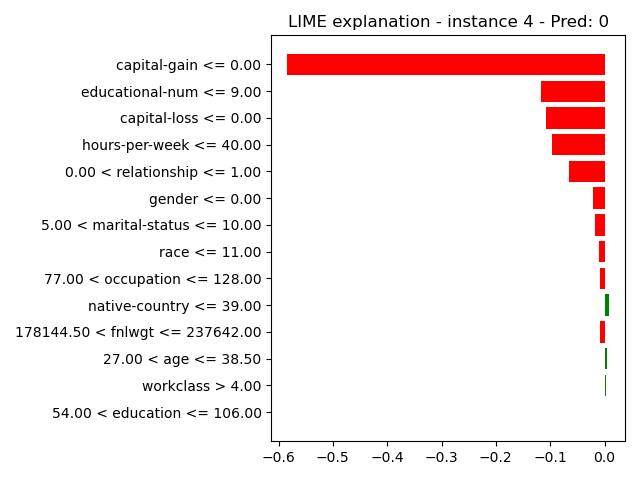 LIME explanation - instance 4 - Pred: 0
capital-gain <= 0.00
educational-num <= 9.00
capital-loss <= 0.00
hours-per-week <= 40.00
0.00 < relationship <= 1.00
gender <= 0.00
5.00 < marital-status <= 10.00
race <= 11.00
77.00 < occupation <= 128.00
native-country <= 39.00
178144.50 < fnlwgt <= 237642.00
27.00 < age <= 38.50
workclass > 4.00
54.00 < education <= 106.00
−0.6 −0.5 −0.4 −0.3 −0.2 −0.1 0.0